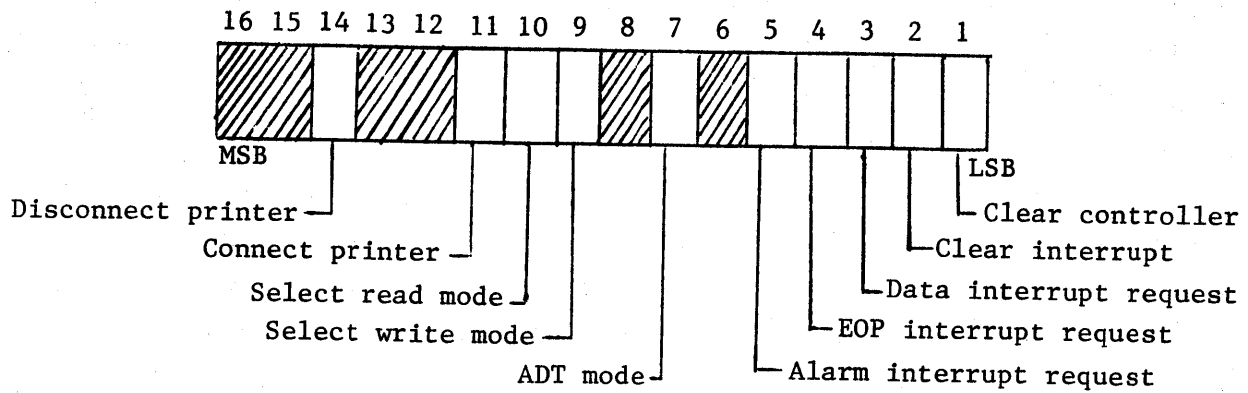 16 15 14 13 12 11 10 9 8 7 6 5 4 3 2 1
MSB
LSB
Disconnect printer
Clear controller
Connect printer
Clear interrupt
Select read mode
Data interrupt request
Select write mode
EOP interrupt request
ADT mode
Alarm interrupt request